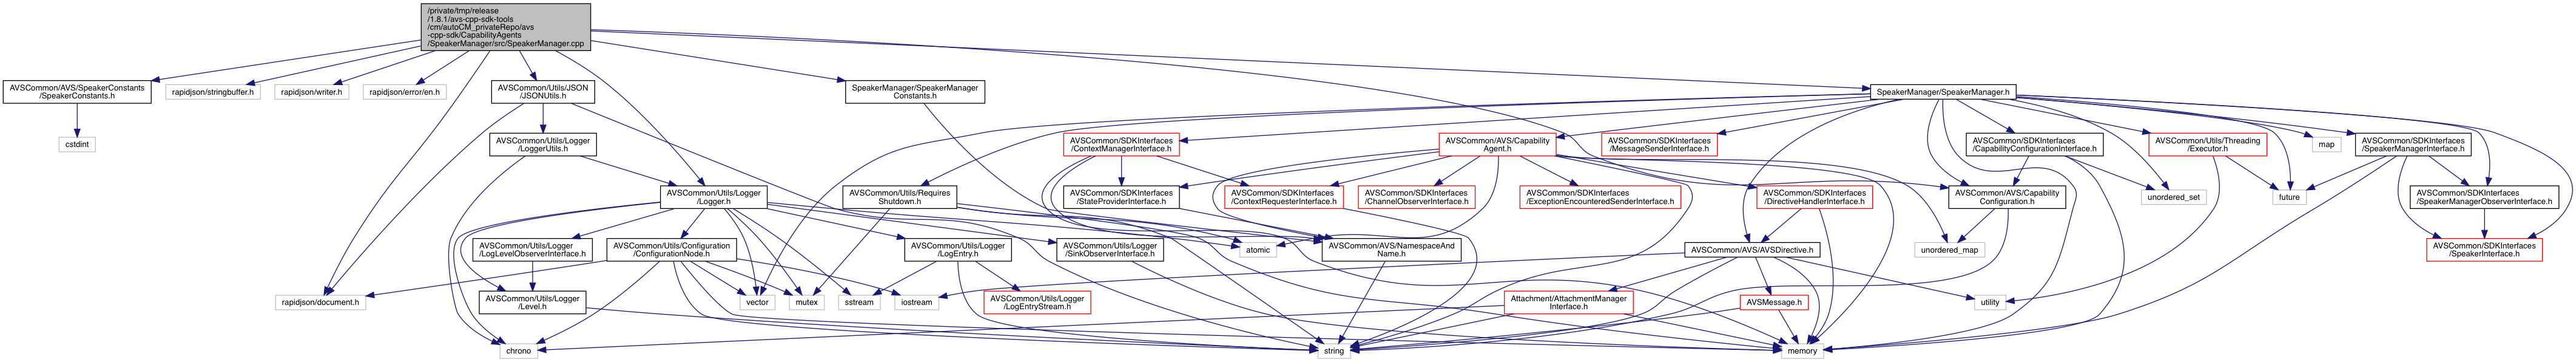 /private/tmp/release
/1.8.1/avs-cpp-sdk-tools
/cm/autoCM_privateRepo/avs
-cpp-sdk/CapabilityAgents
/SpeakerManager/src/SpeakerManager.cpp
AVSCommon/AVS/SpeakerConstants
/SpeakerConstants.h
rapidjson/stringbuffer.h
rapidjson/writer.h
rapidjson/error/en.h
AVSCommon/Utils/JSON
/JSONUtils.h
SpeakerManager/SpeakerManager
Constants.h
SpeakerManager/SpeakerManager.h
cstdint
AVSCommon/Utils/Logger
/LoggerUtils.h
AVSCommon/SDKInterfaces
/ContextManagerInterface.h
AVSCommon/AVS/Capability
Agent.h
AVSCommon/SDKInterfaces
/MessageSenderInterface.h
AVSCommon/SDKInterfaces
/CapabilityConfigurationInterface.h
AVSCommon/Utils/Threading
/Executor.h
map
AVSCommon/SDKInterfaces
/SpeakerManagerInterface.h
AVSCommon/Utils/Logger
/Logger.h
AVSCommon/Utils/Requires
Shutdown.h
AVSCommon/SDKInterfaces
/StateProviderInterface.h
AVSCommon/SDKInterfaces
/ContextRequesterInterface.h
AVSCommon/SDKInterfaces
/ChannelObserverInterface.h
AVSCommon/SDKInterfaces
/ExceptionEncounteredSenderInterface.h
AVSCommon/SDKInterfaces
/DirectiveHandlerInterface.h
AVSCommon/AVS/Capability
Configuration.h
unordered_set
future
AVSCommon/SDKInterfaces
/SpeakerManagerObserverInterface.h
AVSCommon/Utils/Logger
/LogLevelObserverInterface.h
AVSCommon/Utils/Configuration
/ConfigurationNode.h
AVSCommon/Utils/Logger
/LogEntry.h
AVSCommon/Utils/Logger
/SinkObserverInterface.h
atomic
AVSCommon/AVS/NamespaceAnd
Name.h
AVSCommon/AVS/AVSDirective.h
unordered_map
AVSCommon/SDKInterfaces
/SpeakerInterface.h
rapidjson/document.h
AVSCommon/Utils/Logger
/Level.h
vector
mutex
sstream
iostream
AVSCommon/Utils/Logger
/LogEntryStream.h
Attachment/AttachmentManager
Interface.h
AVSMessage.h
utility
chrono
string
memory